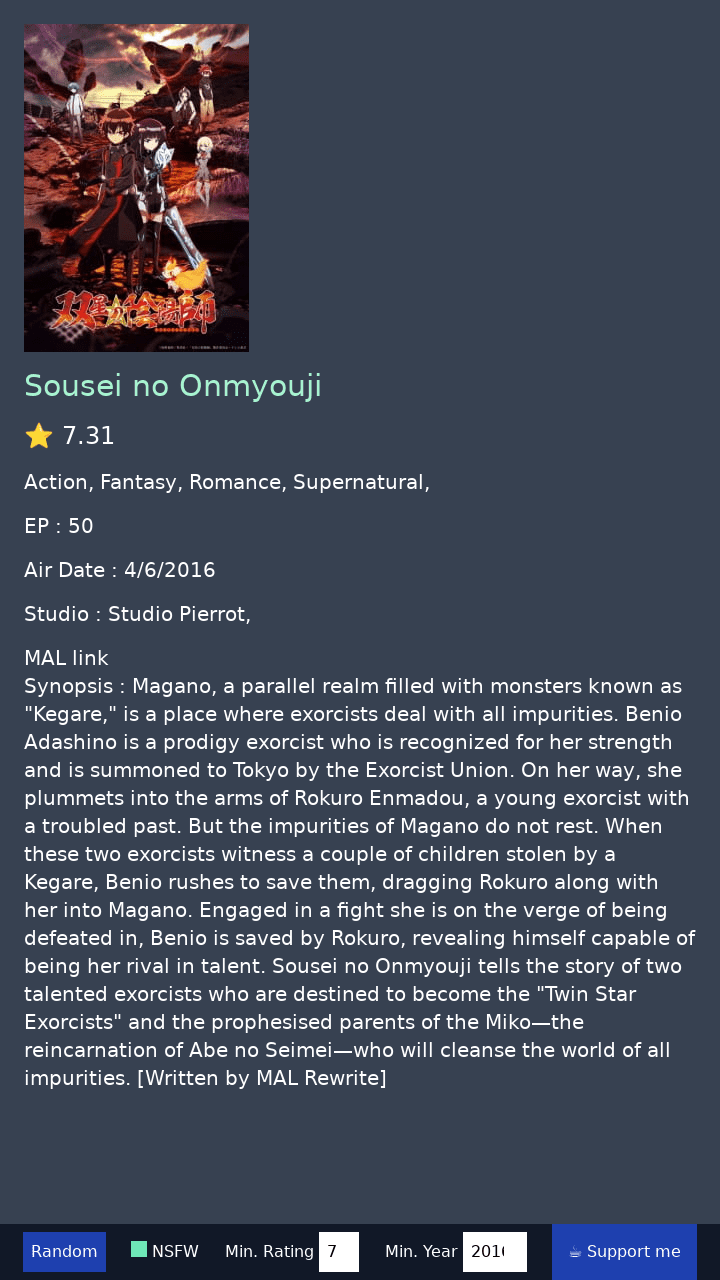 双星の陰陽師
Sousei no Onmyouji
⭐ 7.31
Action, Fantasy, Romance, Supernatural,
EP : 50
Air Date : 4/6/2016
Studio : Studio Pierrot,
MAL link
Synopsis : Magano, a parallel realm filled with monsters known as
"Kegare," is a place where exorcists deal with all impurities. Benio
Adashino is a prodigy exorcist who is recognized for her strength
and is summoned to Tokyo by the Exorcist Union. On her way, she
plummets into the arms of Rokuro Enmadou, a young exorcist with
a troubled past. But the impurities of Magano do not rest. When
these two exorcists witness a couple of children stolen by a
Kegare, Benio rushes to save them, dragging Rokuro along with
her into Magano. Engaged in a fight she is on the verge of being
defeated in, Benio is saved by Rokuro, revealing himself capable of
being her rival in talent. Sousei no Onmyouji tells the story of two
talented exorcists who are destined to become the "Twin Star
Exorcists" and the prophesised parents of the Miko—the
reincarnation of Abe no Seimei—who will cleanse the world of all
impurities. [Written by MAL Rewrite]
Random NSFW Min. Rating 7 Min. Year 2016 ☕ Support me